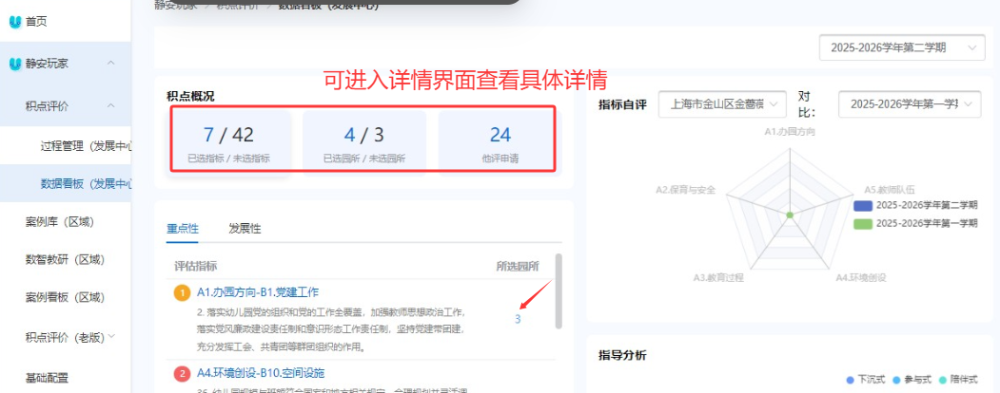 静安玩家 > 积点评价 > 数据看板（发展中心）
首页
静安玩家
积点评价
过程管理（发展中心
数据看板（发展中心
案例库（区域）
数智教研（区域）
案例看板（区域）
积点评价（老版）
基础配置
2025-2026学年第二学期
可进入详情界面查看具体详情
积点概况
7 / 42
已选指标 / 未选指标
4 / 3
已选园所 / 未选园所
24
他评申请
重点性 发展性
评估指标 所选园所
1 A1.办园方向-B1.党建工作
2. 落实幼儿园党的组织和党的工作全覆盖，加强教师思想政治工作，
落实党风廉政建设责任制和意识形态工作责任制，坚持党建带团建，
充分发挥工会、共青团等群团组织的作用。
3
2 A4.环境创设-B10.空间设施
指标自评 上海市金山区金蔷薇 对比： 2025-2026学年第一学期
A1.办园方向
A2.保育与安全
A5.教师队伍
2025-2026学年第二学期
2025-2026学年第一学期
A3.教育过程
A4.环境创设
指导分析
下沉式 参与式 陪伴式